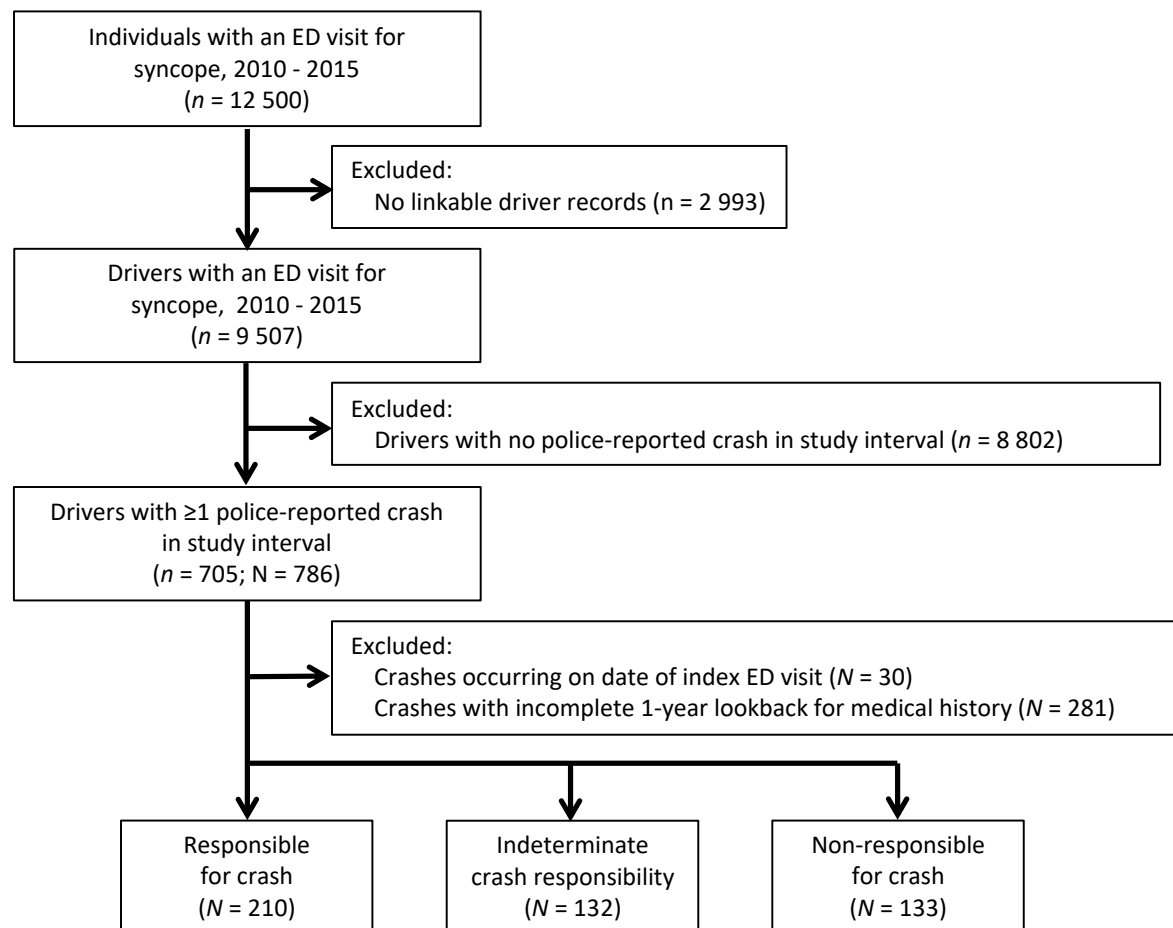 Individuals with an ED visit for
syncope, 2010 - 2015
(n = 12 500)
Excluded:
No linkable driver records (n = 2 993)
Drivers with an ED visit for
syncope, 2010 - 2015
(n = 9 507)
Excluded:
Drivers with no police-reported crash in study interval (n = 8 802)
Drivers with ≥1 police-reported crash
in study interval
(n = 705; N = 786)
Excluded:
Crashes occurring on date of index ED visit (N = 30)
Crashes with incomplete 1-year lookback for medical history (N = 281)
Responsible
for crash
(N = 210)
Indeterminate
crash responsibility
(N = 132)
Non-responsible
for crash
(N = 133)